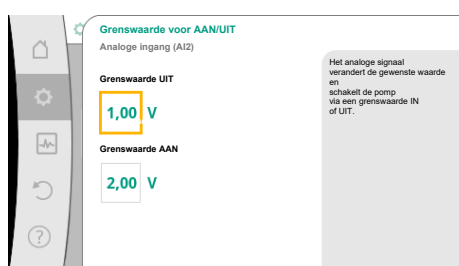 Grenswaarde voor AAN/UIT
Analoge ingang (AI2)
Grenswaarde UIT
1,00 V
Grenswaarde AAN
2,00 V
Het analoge signaal
verandert de gewenste waarde
en
schakelt de pomp
via een grenswaarde IN
of UIT.
?